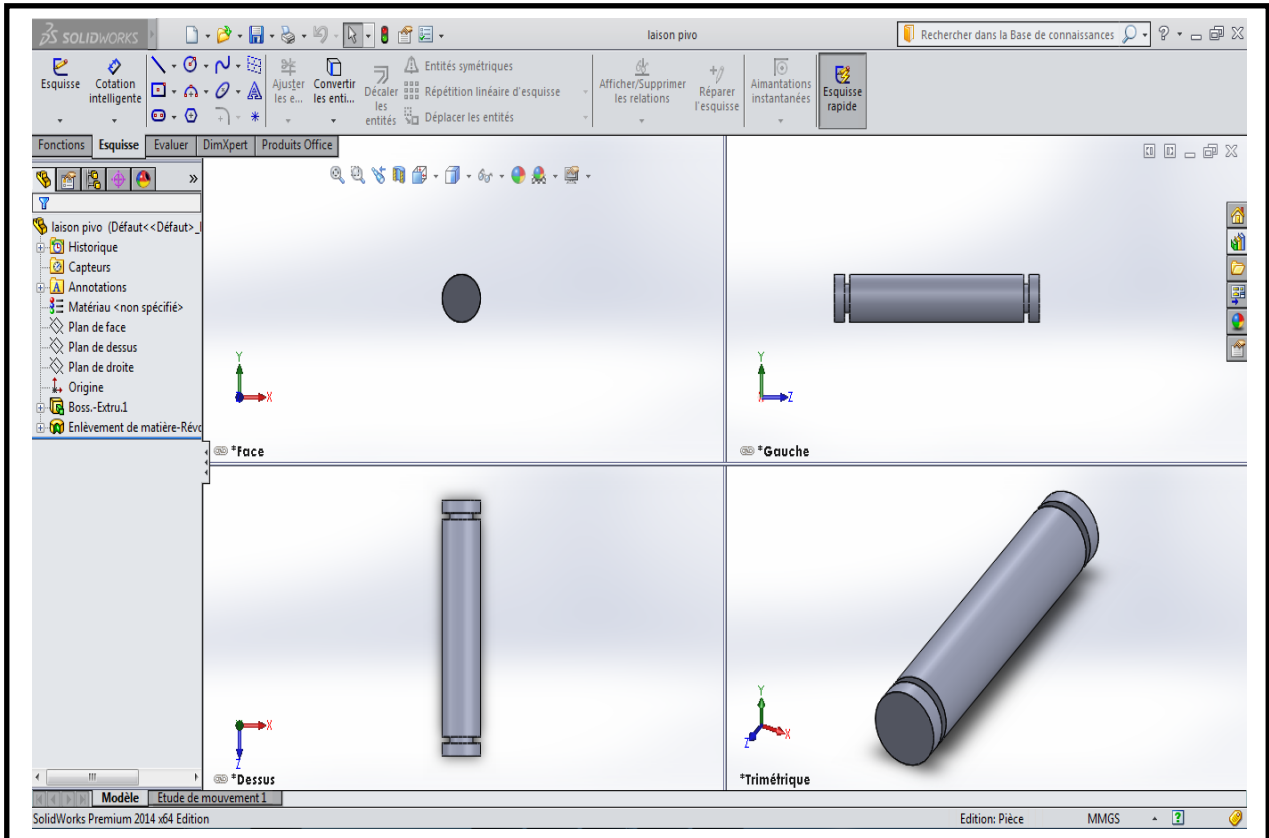 SOLIDWORKS
laison pivo
Rechercher dans la Base de connaissances
Esquisse
Cotation intelligente
Ajuster les e...
Convertir les enti...
Décaler les entités
Entités symétriques
Répétition linéaire d'esquisse
Déplacer les entités
Afficher/Supprimer les relations
Réparer l'esquisse
Aimantations instantanées
Esquisse rapide
Fonctions Esquisse Evaluer DimXpert Produits Office
laison pivo (Défaut<<Défaut>_
Historique
Capteurs
Annotations
Matériau <non spécifié>
Plan de face
Plan de dessus
Plan de droite
Origine
Boss.-Extru.1
Enlèvement de matière-Révo
Y
X
*Face
Y
Z
*Gauche
X
Z
*Dessus
Y
X
Z
*Trimétrique
Modèle Etude de mouvement 1
SolidWorks Premium 2014 x64 Edition
Edition: Pièce
MMGS